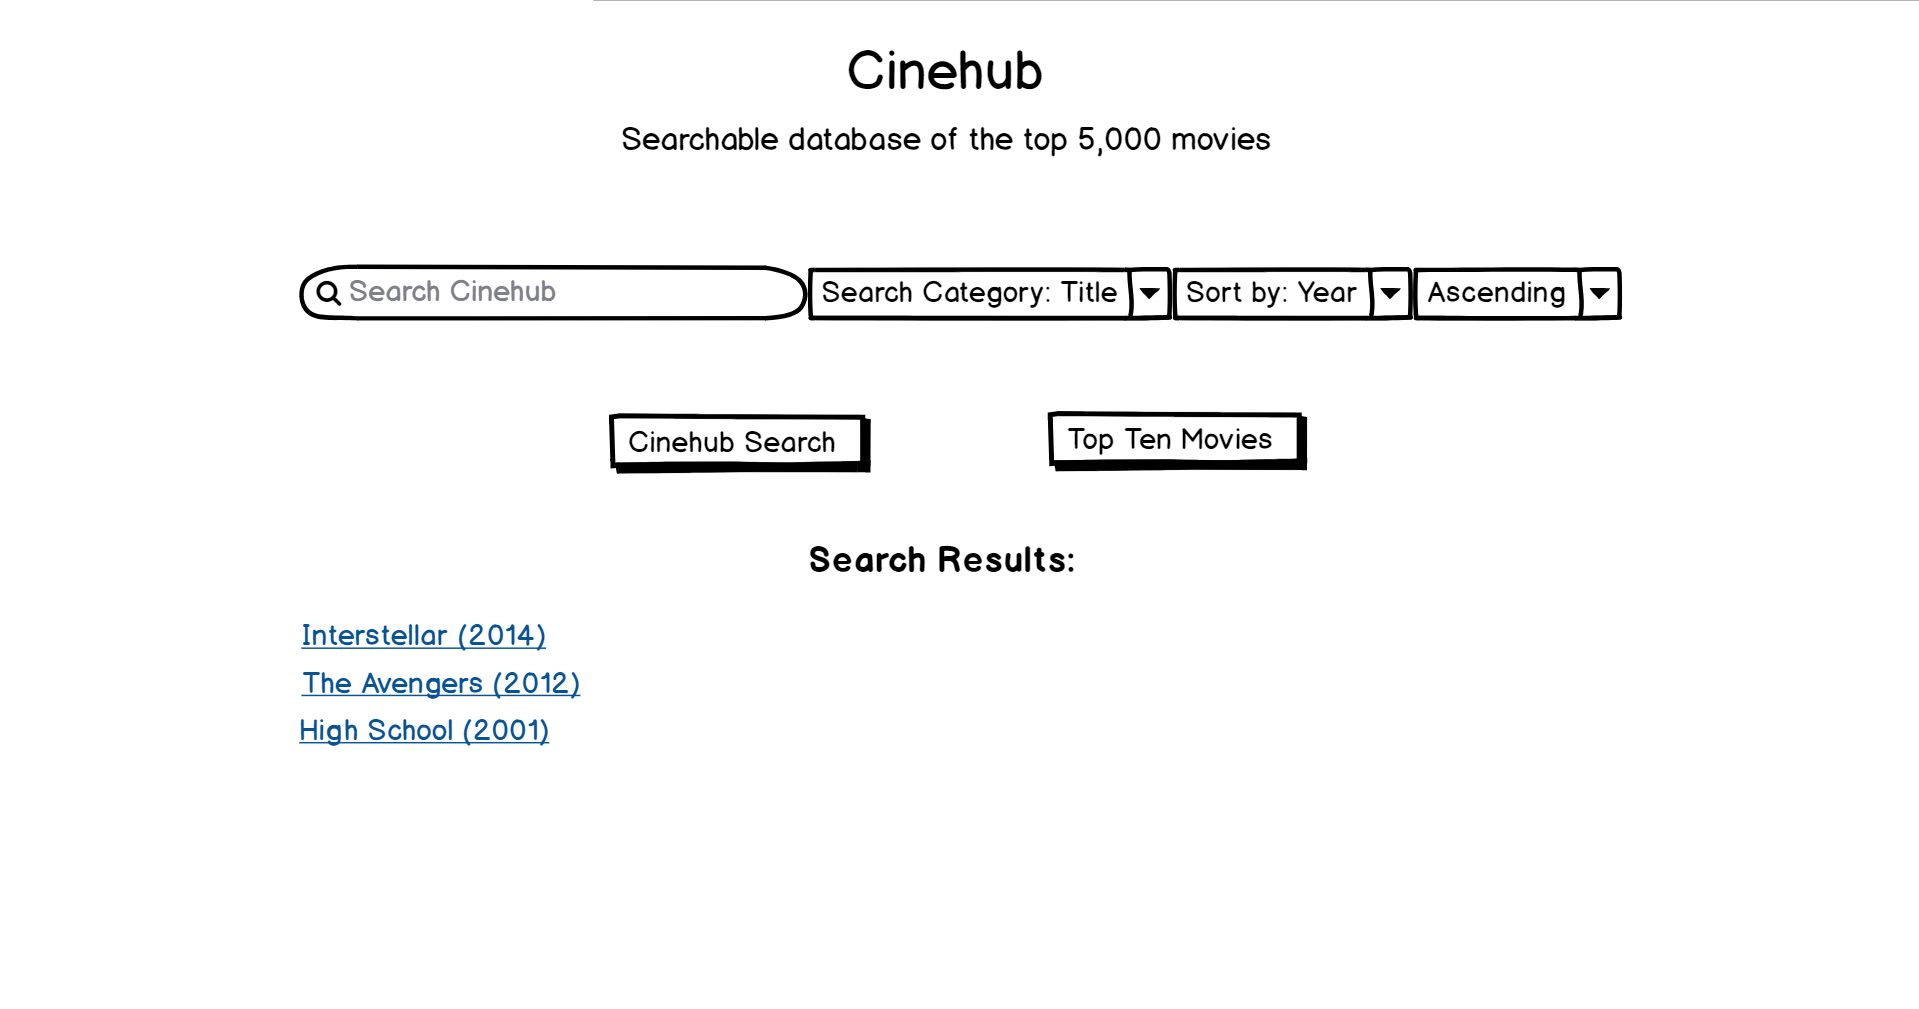 Cinehub
Searchable database of the top 5,000 movies
Search Cinehub Search Category: Title Sort by: Year Ascending
Cinehub Search Top Ten Movies
Search Results:
Interstellar (2014)
The Avengers (2012)
High School (2001)